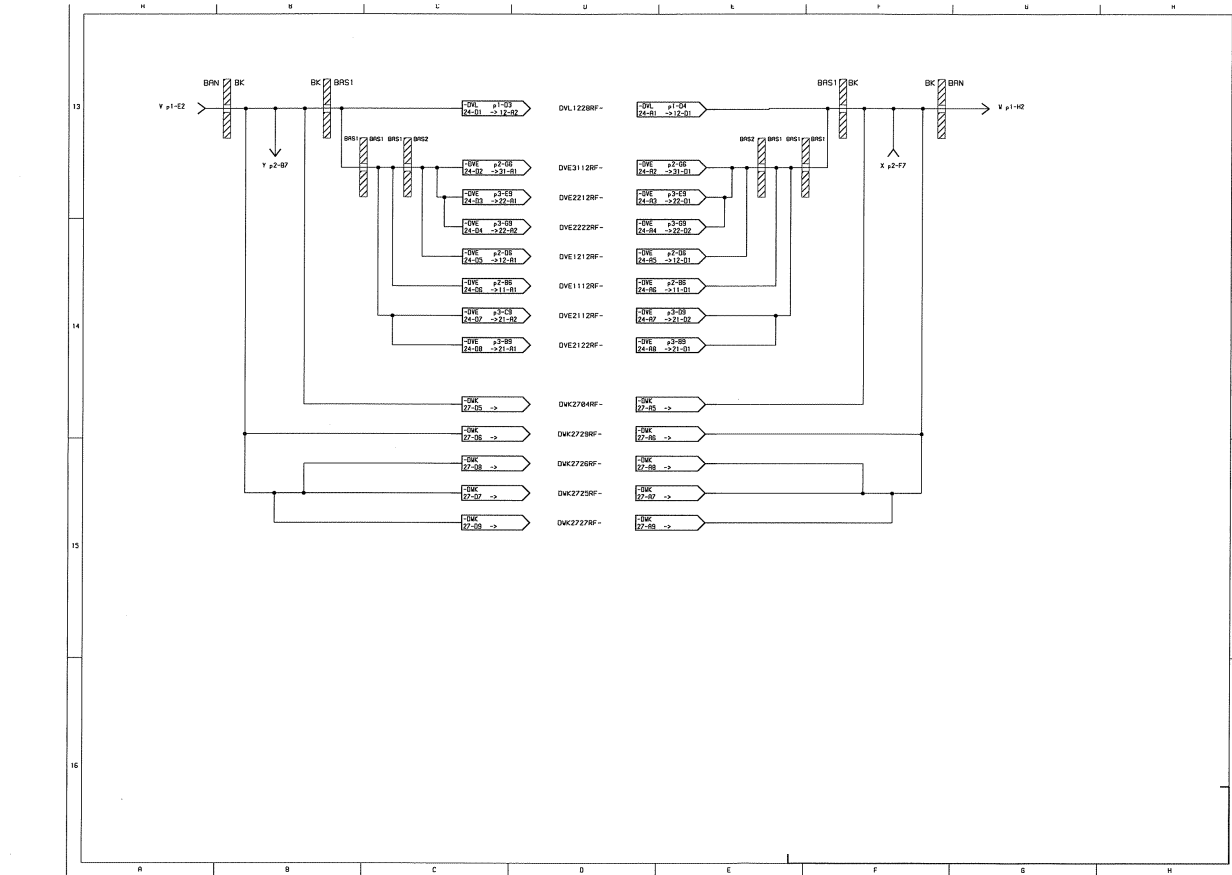 A B C D E F G H
BAN BK
BK BAS1
BAS1 BK
BK BAN
13
V p1-E2
-DVL p1-D3
24-D1 ->12-A2
DVL1228RF-
-DVL p1-D4
24-A1 ->12-D1
W p1-H2
BAS1 BAS1 BAS1 BAS2
BAS2 BAS1 BAS1 BAS1
Y p2-B7
X p2-F7
-DVE p2-G6
24-D2 ->31-A1
DVE3112RF-
-DVE p2-G6
24-A2 ->31-D1
-DVE p3-E9
24-D3 ->22-A1
DVE2212RF-
-DVE p3-E9
24-A3 ->22-D1
-DVE p3-G9
24-D4 ->22-A2
DVE2222RF-
-DVE p3-G9
24-A4 ->22-D2
-DVE p2-D6
24-D5 ->12-A1
DVE1212RF-
-DVE p2-D6
24-A5 ->12-D1
-DVE p2-B6
24-D6 ->11-A1
DVE1112RF-
-DVE p2-B6
24-A6 ->11-D1
14
-DVE p3-C9
24-D7 ->21-A2
DVE2112RF-
-DVE p3-D9
24-A7 ->21-D2
-DVE p3-B9
24-D8 ->21-A1
DVE2122RF-
-DVE p3-B9
24-A8 ->21-D1
-DWK
27-D5 ->
DWK2704RF-
-DWK
27-A5 ->
-DWK
27-D6 ->
DWK2729RF-
-DWK
27-A6 ->
-DWK
27-D8 ->
DWK2726RF-
-DWK
27-A8 ->
-DWK
27-D7 ->
DWK2725RF-
-DWK
27-A7 ->
-DWK
27-D9 ->
DWK2727RF-
-DWK
27-A9 ->
15
16
A B C D E F G H